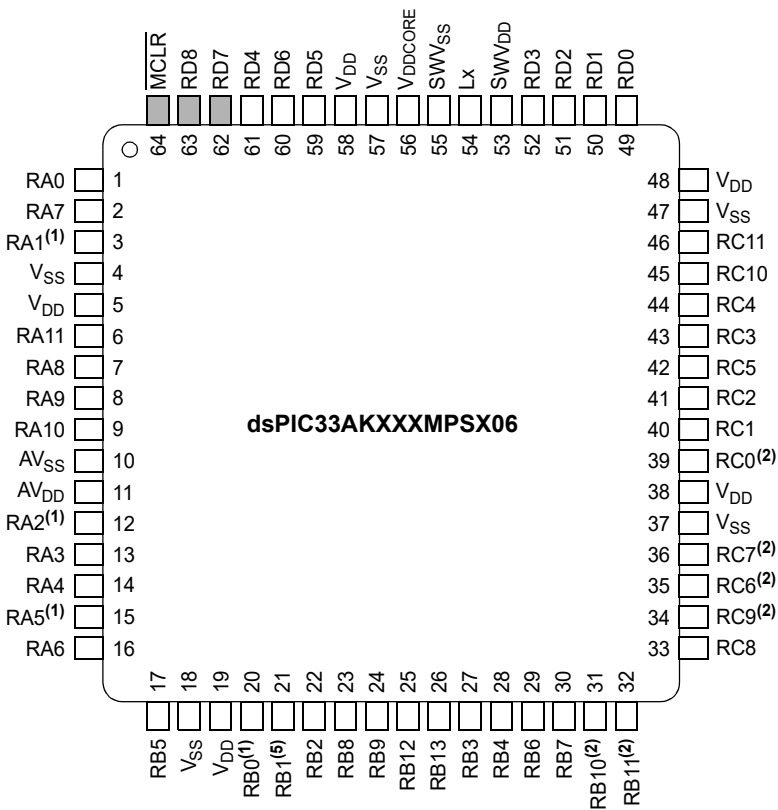 MCLR
RD8
RD7
RD4
RD6
RD5
VDD
VSS
VDDCORE
SWVSS
Lx
SWVDD
RD3
RD2
RD1
RD0
64
63
62
61
60
59
58
57
56
55
54
53
52
51
50
49
RA0 1
RA7 2
RA1(1) 3
VSS 4
VDD 5
RA11 6
RA8 7
RA9 8
RA10 9
AVSS 10
AVDD 11
RA2(1) 12
RA3 13
RA4 14
RA5(1) 15
RA6 16
dsPIC33AKXXXMPSX06
48 VDD
47 VSS
46 RC11
45 RC10
44 RC4
43 RC3
42 RC5
41 RC2
40 RC1
39 RC0(2)
38 VDD
37 VSS
36 RC7(2)
35 RC6(2)
34 RC9(2)
33 RC8
17
18
19
20
21
22
23
24
25
26
27
28
29
30
31
32
RB5
VSS
VDD
RB0(1)
RB1(5)
RB2
RB8
RB9
RB12
RB13
RB3
RB4
RB6
RB7
RB10(2)
RB11(2)